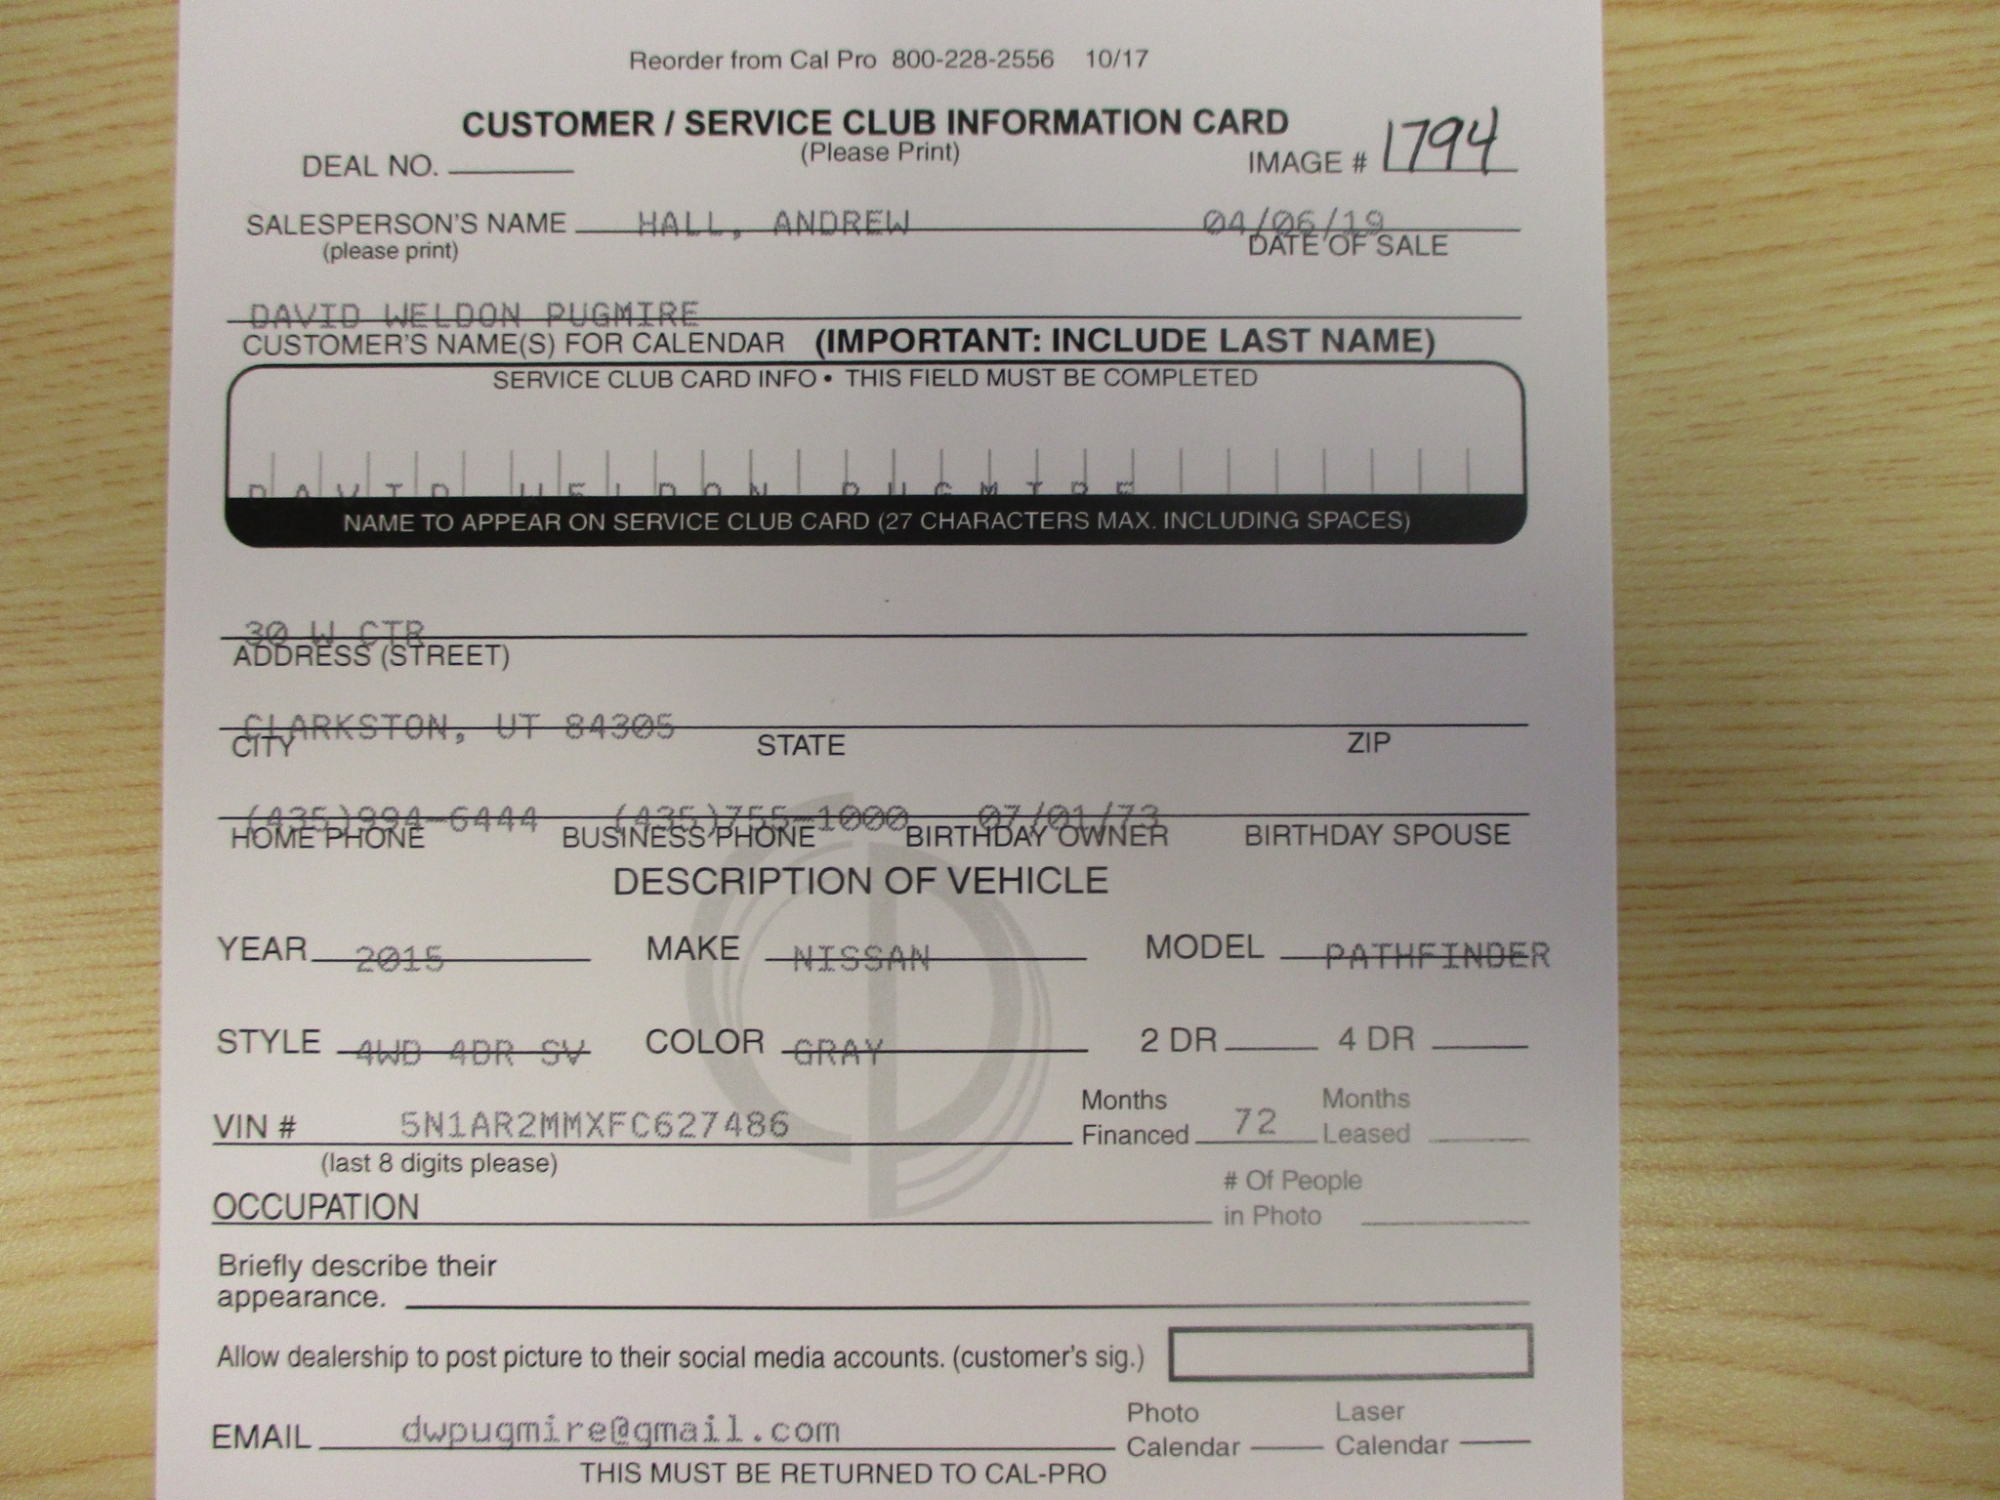 Reorder from Cal Pro 800-228-2556 10/17
CUSTOMER / SERVICE CLUB INFORMATION CARD
(Please Print)
DEAL NO.
IMAGE # 1794
SALESPERSON'S NAME HALL, ANDREW 04/06/19
(please print) DATE OF SALE
DAVID WELDON PUGMIRE
CUSTOMER'S NAME(S) FOR CALENDAR (IMPORTANT: INCLUDE LAST NAME)
SERVICE CLUB CARD INFO • THIS FIELD MUST BE COMPLETED
DAVID WELDON PUGMIRE
NAME TO APPEAR ON SERVICE CLUB CARD (27 CHARACTERS MAX. INCLUDING SPACES)
30 W CTR
ADDRESS (STREET)
CLARKSTON, UT 84305
CITY STATE ZIP
(435)994-6444 (435)755-1000 07/01/73
HOME PHONE BUSINESS PHONE BIRTHDAY OWNER BIRTHDAY SPOUSE
DESCRIPTION OF VEHICLE
YEAR 2015 MAKE NISSAN MODEL PATHFINDER
STYLE 4WD 4DR SV COLOR GRAY 2 DR 4 DR
VIN # 5N1AR2MMXFC627486 Months Financed 72 Months Leased
(last 8 digits please)
OCCUPATION # Of People in Photo
Briefly describe their
appearance.
Allow dealership to post picture to their social media accounts. (customer's sig.)
EMAIL dwpugmire@gmail.com Photo Calendar Laser Calendar
THIS MUST BE RETURNED TO CAL-PRO